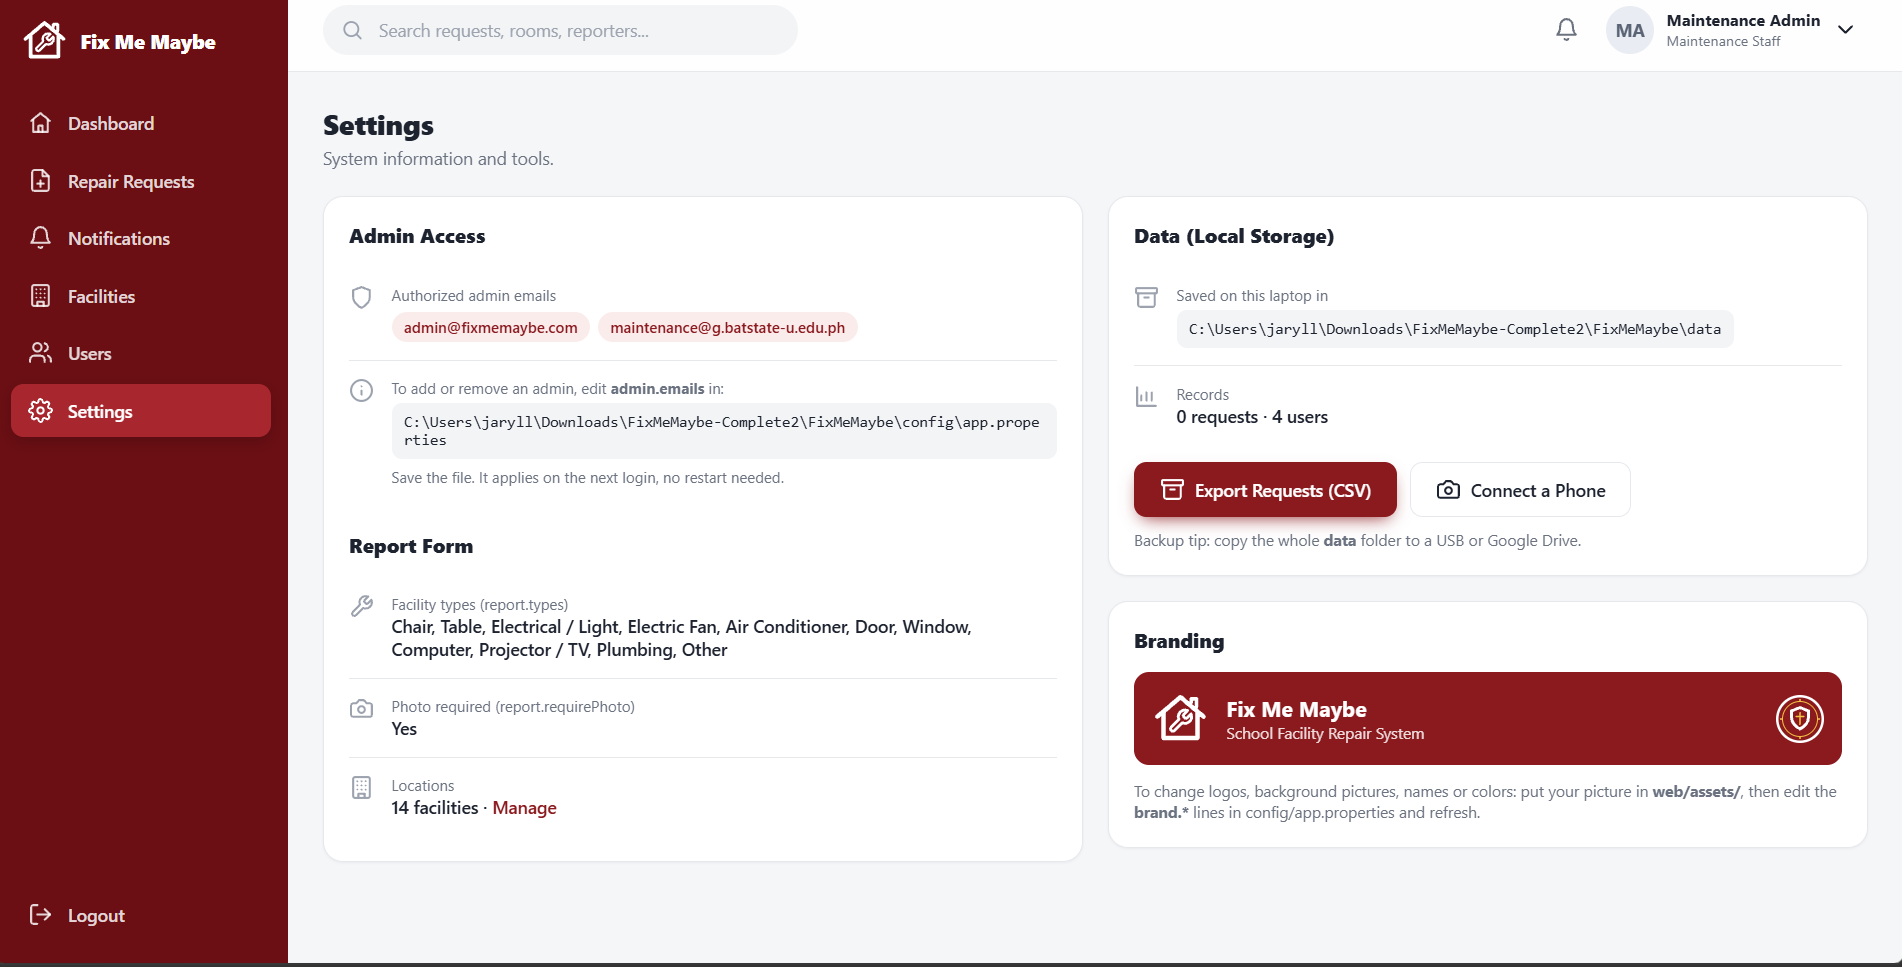 Fix Me Maybe
Dashboard
Repair Requests
Notifications
Facilities
Users
Settings
Logout
Search requests, rooms, reporters...
MA
Maintenance Admin
Maintenance Staff
Settings
System information and tools.
Admin Access
Authorized admin emails
admin@fixmemaybe.com maintenance@g.batstate-u.edu.ph
To add or remove an admin, edit admin.emails in:
C:\Users\jaryll\Downloads\FixMeMaybe-Complete2\FixMeMaybe\config\app.prope
rties
Save the file. It applies on the next login, no restart needed.
Report Form
Facility types (report.types)
Chair, Table, Electrical / Light, Electric Fan, Air Conditioner, Door, Window,
Computer, Projector / TV, Plumbing, Other
Photo required (report.requirePhoto)
Yes
Locations
14 facilities · Manage
Data (Local Storage)
Saved on this laptop in
C:\Users\jaryll\Downloads\FixMeMaybe-Complete2\FixMeMaybe\data
Records
0 requests · 4 users
Export Requests (CSV)
Connect a Phone
Backup tip: copy the whole data folder to a USB or Google Drive.
Branding
Fix Me Maybe
School Facility Repair System
To change logos, background pictures, names or colors: put your picture in web/assets/, then edit the
brand.* lines in config/app.properties and refresh.